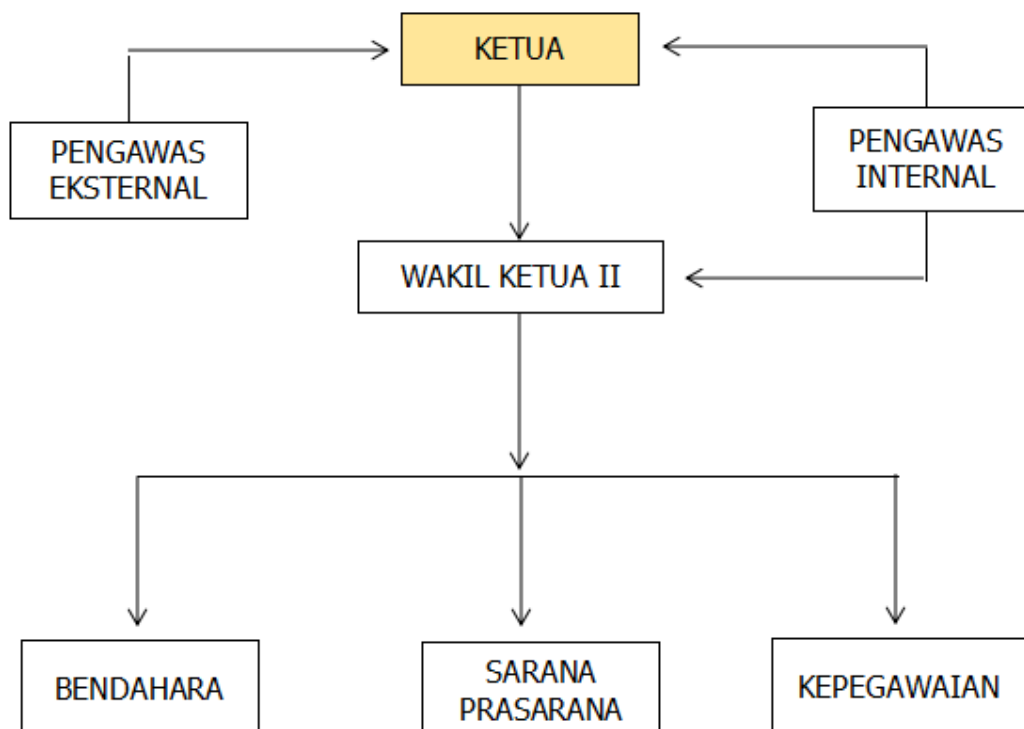 KETUA
PENGAWAS
EKSTERNAL
PENGAWAS
INTERNAL
WAKIL KETUA II
BENDAHARA
SARANA
PRASARANA
KEPEGAWAIAN